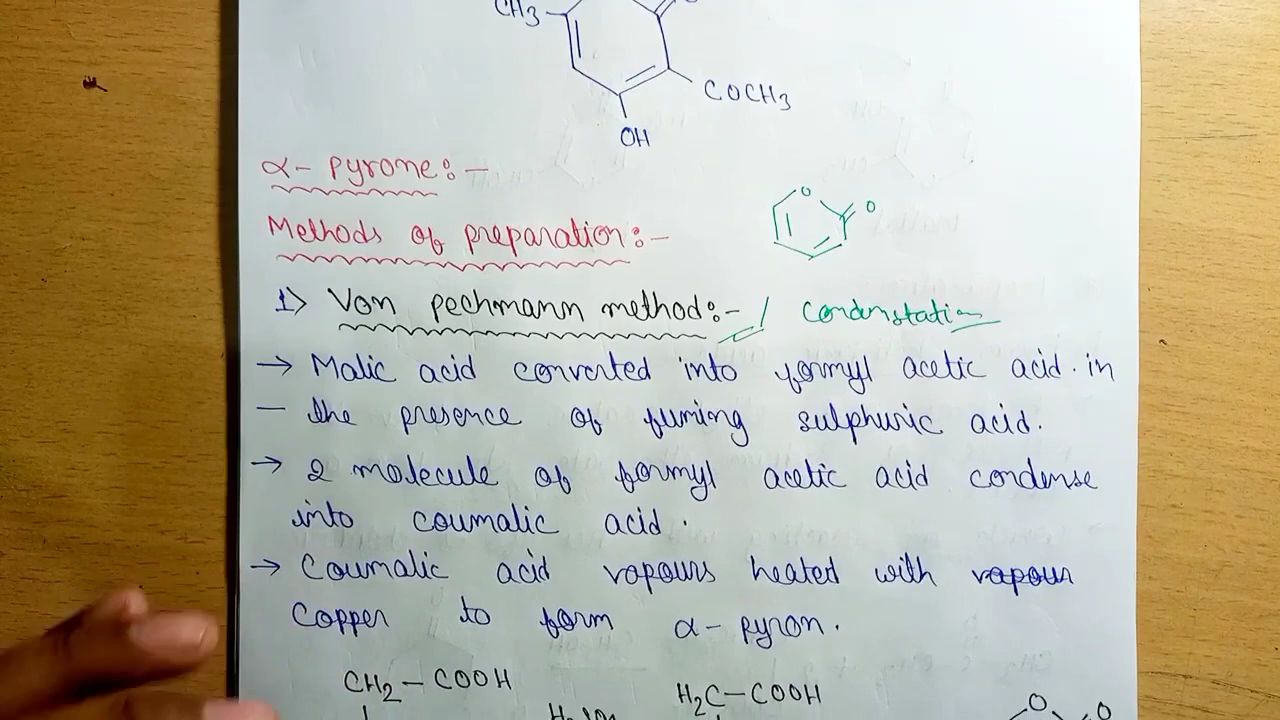 CH3
COCH3
OH
α- pyrone:-
O
O
Methods of preparation:-
1> Von pechmann method:- / Condenstation
→ Malic acid converted into formyl acetic acid. in
- the presence of fuming sulphuric acid.
→ 2 molecule of formyl acetic acid condense
into coumalic acid.
→ Coumalic acid vapours heated with vapour
Copper to form α- pyron.
CH2-COOH
H2C-COOH
O
O